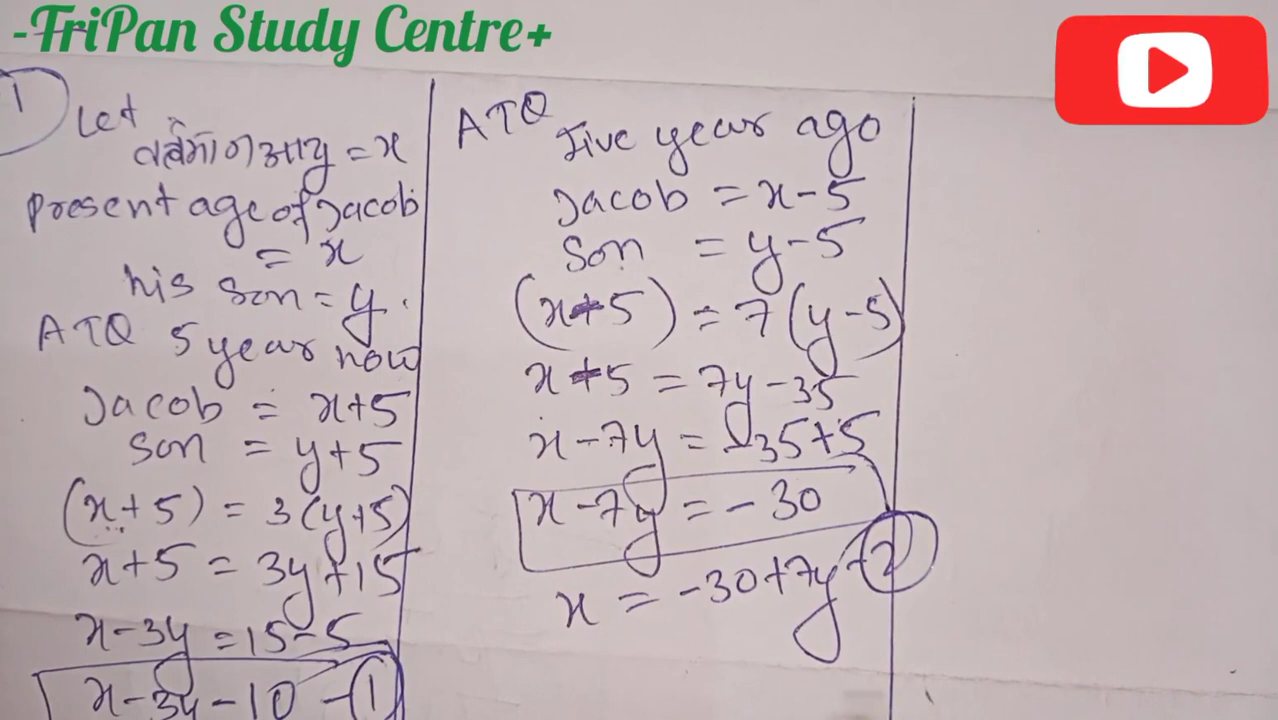 -TriPan Study Centre+
1
Let
वर्तमान आयु = x
Present age of Jacob
= x
his son = y.
ATQ 5 year now
Jacob = x+5
son = y+5
(x+5) = 3(y+5)
x+5 = 3y+15
x-3y = 15-5
x-3y-10 -1
ATQ
five year ago
Jacob = x-5
Son = y-5
(x-5) = 7(y-5)
x-5 = 7y-35
x-7y = -35+5
x-7y = -30
x = -30+7y -2